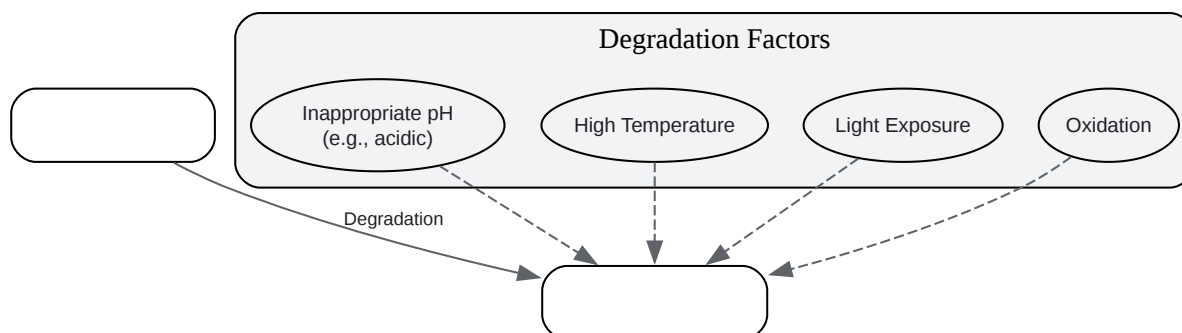 Degradation Factors
Inappropriate pH
(e.g., acidic)
High Temperature
Light Exposure
Oxidation
Degradation